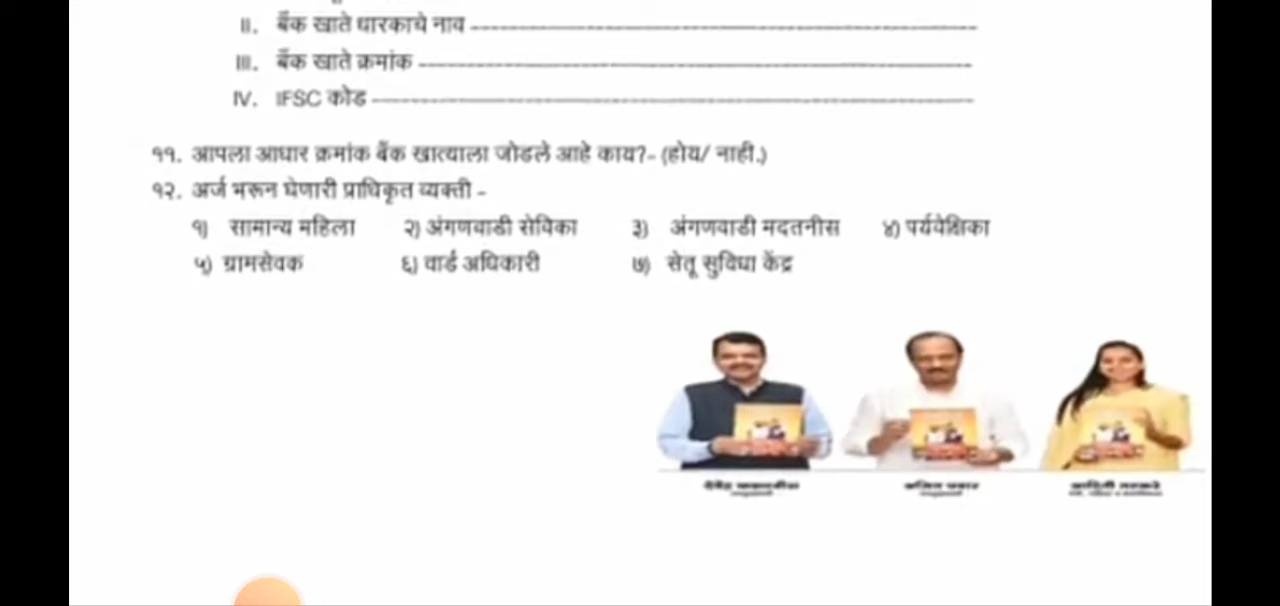 II. बँक खाते धारकाचे नाव
III. बँक खाते क्रमांक
IV. IFSC कोड
११. आपला आधार क्रमांक बँक खात्याला जोडले आहे काय?- (होय/ नाही.)
१२. अर्ज भरून घेणारी प्राधिकृत व्यक्ती -
१) सामान्य महिला २) अंगणवाडी सेविका ३) अंगणवाडी मदतनीस ४) पर्यवेक्षिका
५) ग्रामसेवक ६) वार्ड अधिकारी ७) सेतू सुविधा केंद्र